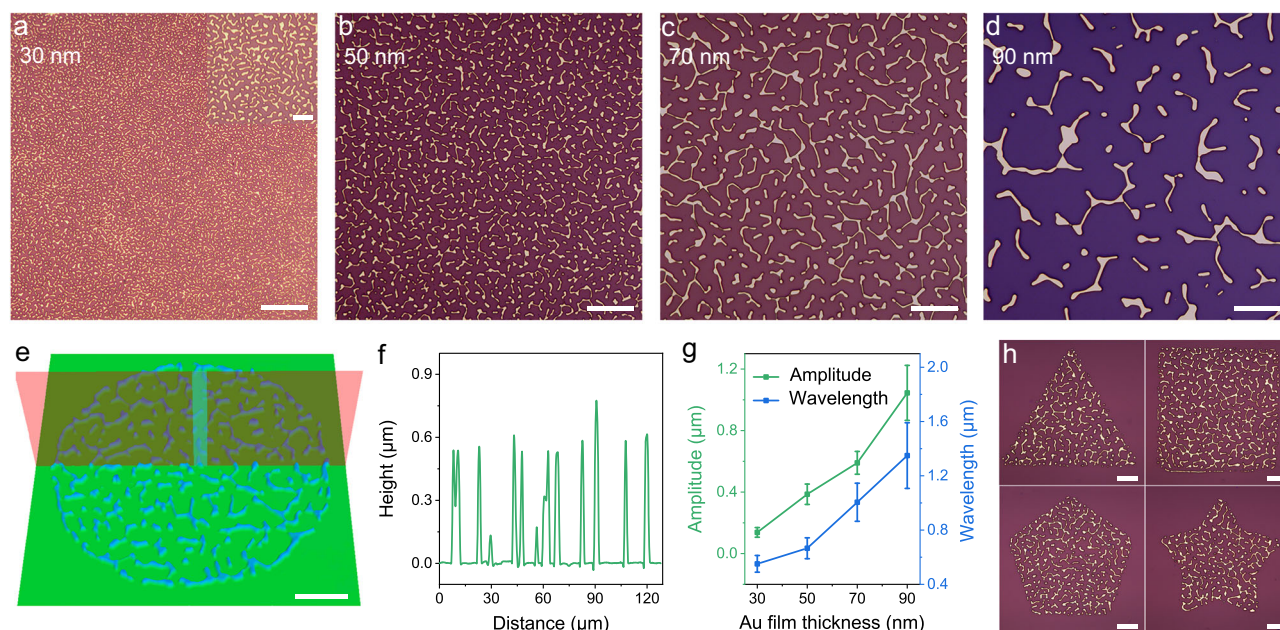 a
30 nm
b
50 nm
c
70 nm
d
90 nm
e
f
Height (μm)
0.9
0.6
0.3
0.0
0 30 60 90 120
Distance (μm)
g
Amplitude
Wavelength
Amplitude (μm)
1.2
0.8
0.4
0.0
Wavelength (μm)
2.0
1.6
1.2
0.8
0.4
30 50 70 90
Au film thickness (nm)
h